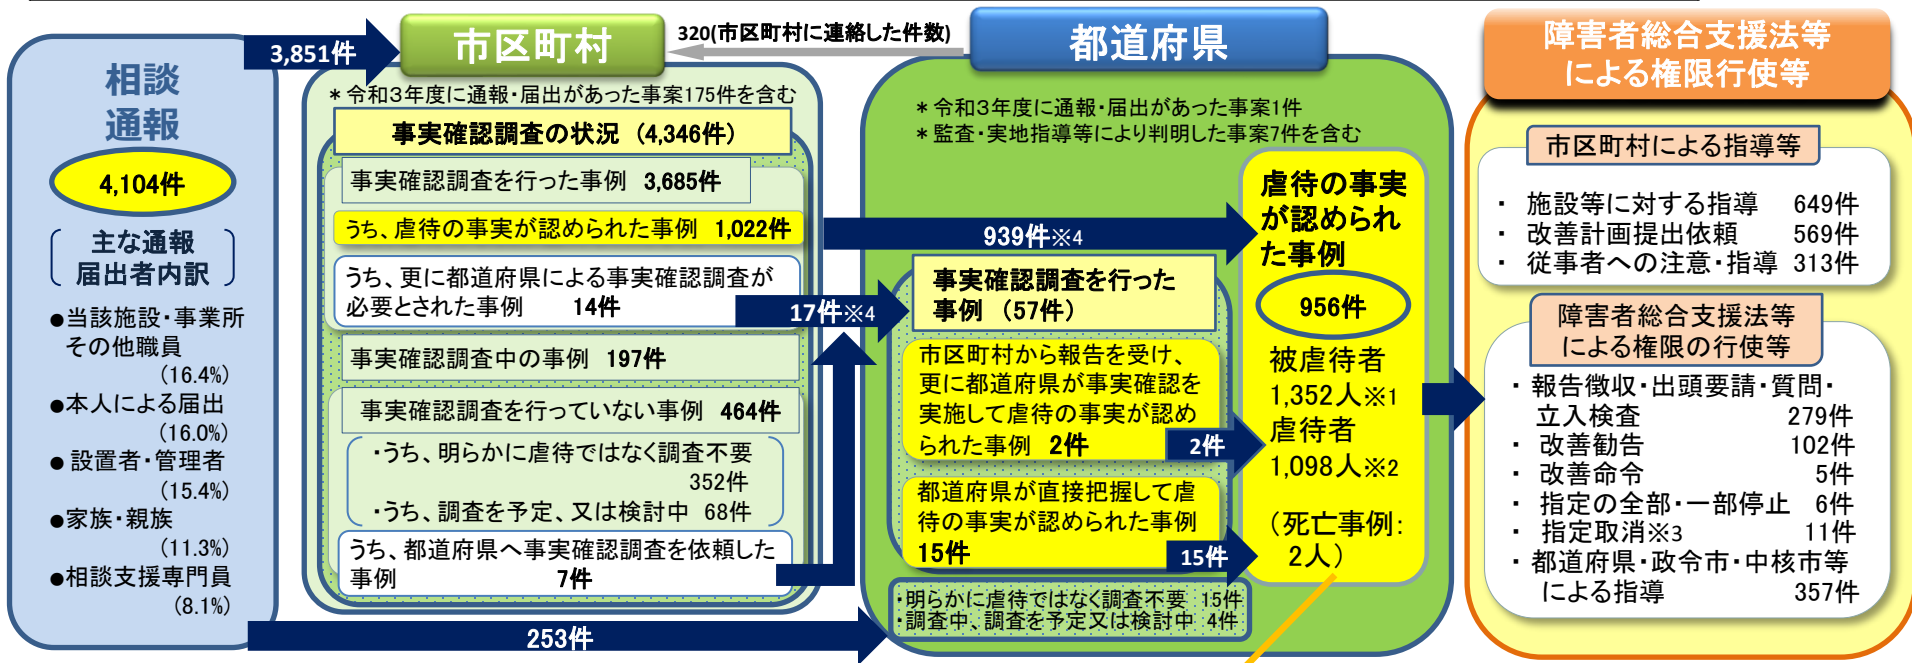 相談
通報
4,104件
主な通報
届出者内訳
●当該施設・事業所
その他職員
(16.4%)
●本人による届出
(16.0%)
●設置者・管理者
(15.4%)
●家族・親族
(11.3%)
●相談支援専門員
(8.1%)
3,851件
253件
市区町村
320(市区町村に連絡した件数)
＊令和3年度に通報・届出があった事案175件を含む
事実確認調査の状況（4,346件）
事実確認調査を行った事例 3,685件
うち、虐待の事実が認められた事例 1,022件
うち、更に都道府県による事実確認調査が
必要とされた事例 14件
事実確認調査中の事例 197件
事実確認調査を行っていない事例 464件
・うち、明らかに虐待ではなく調査不要
352件
・うち、調査を予定、又は検討中 68件
うち、都道府県へ事実確認調査を依頼した
事例 7件
都道府県
＊令和3年度に通報・届出があった事案1件
＊監査・実地指導等により判明した事案7件を含む
939件※4
17件※4
事実確認調査を行った
事例（57件）
市区町村から報告を受け、
更に都道府県が事実確認を
実施して虐待の事実が認め
られた事例 2件
2件
都道府県が直接把握して虐
待の事実が認められた事例
15件
15件
・明らかに虐待ではなく調査不要 15件
・調査中、調査を予定又は検討中 4件
虐待の事実
が認められ
た事例
956件
被虐待者
1,352人※1
虐待者
1,098人※2
（死亡事例:
2人）
障害者総合支援法等
による権限行使等
市区町村による指導等
・ 施設等に対する指導 649件
・ 改善計画提出依頼 569件
・ 従事者への注意・指導 313件
障害者総合支援法等
による権限の行使等
・ 報告徴収・出頭要請・質問・
立入検査 279件
・ 改善勧告 102件
・ 改善命令 5件
・ 指定の全部・一部停止 6件
・ 指定取消※3 11件
・ 都道府県・政令市・中核市等
による指導 357件